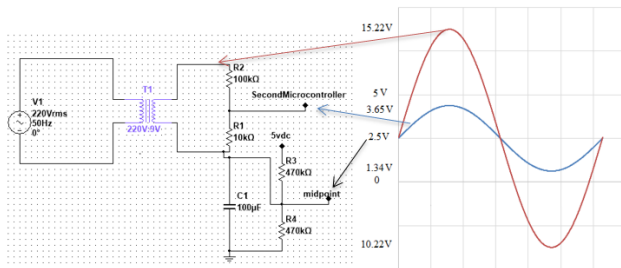 V1
220Vrms
50Hz
0°
T1
220V:9V
R2
100kΩ
SecondMicrocontroller
R1
10kΩ
5vdc
R3
470kΩ
midpoint
C1
100µF
R4
470kΩ
15.22V
5 V
3.65V
2.5V
1.34 V
0
10.22V